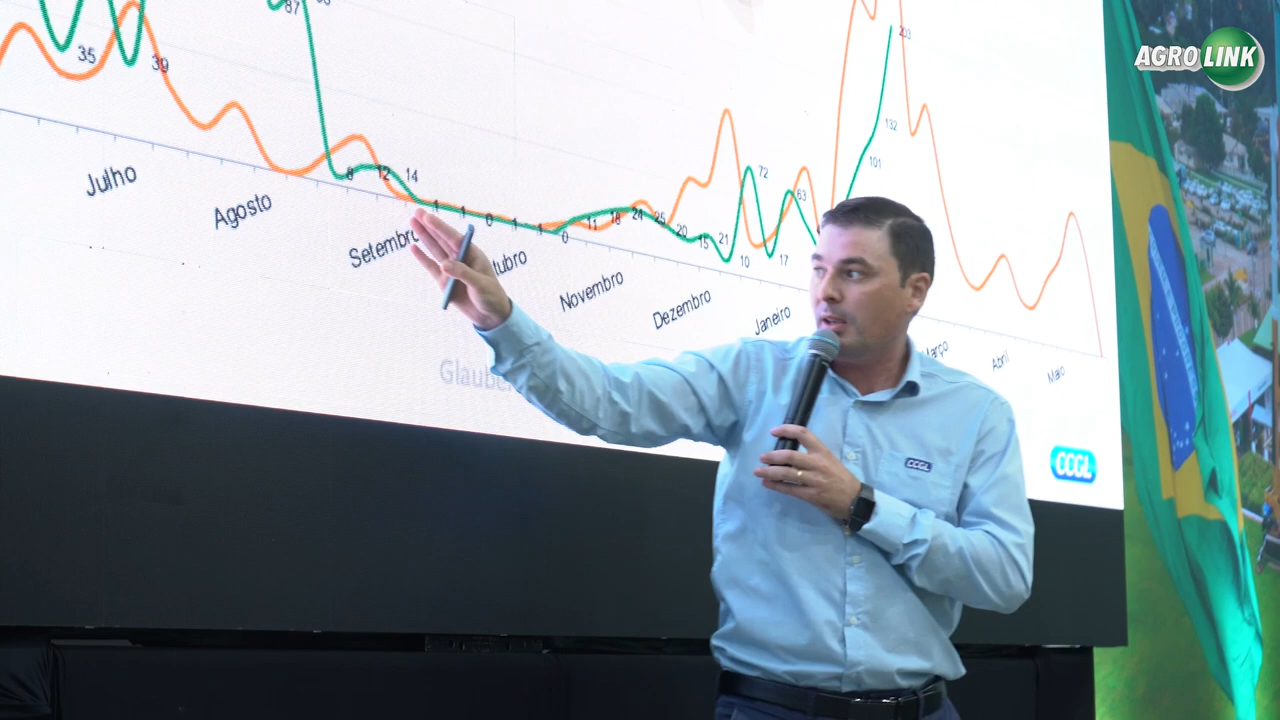 AGRO LINK
87
35
39
8
12
14
1
1
0
1
1
0
11
18
24
25
20
15
21
10
72
17
63
101
132
203
Julho
Agosto
Setembro
tubro
Novembro
Dezembro
Janeiro
Março
Abril
Maio
Glaube
CCGL
CCGL